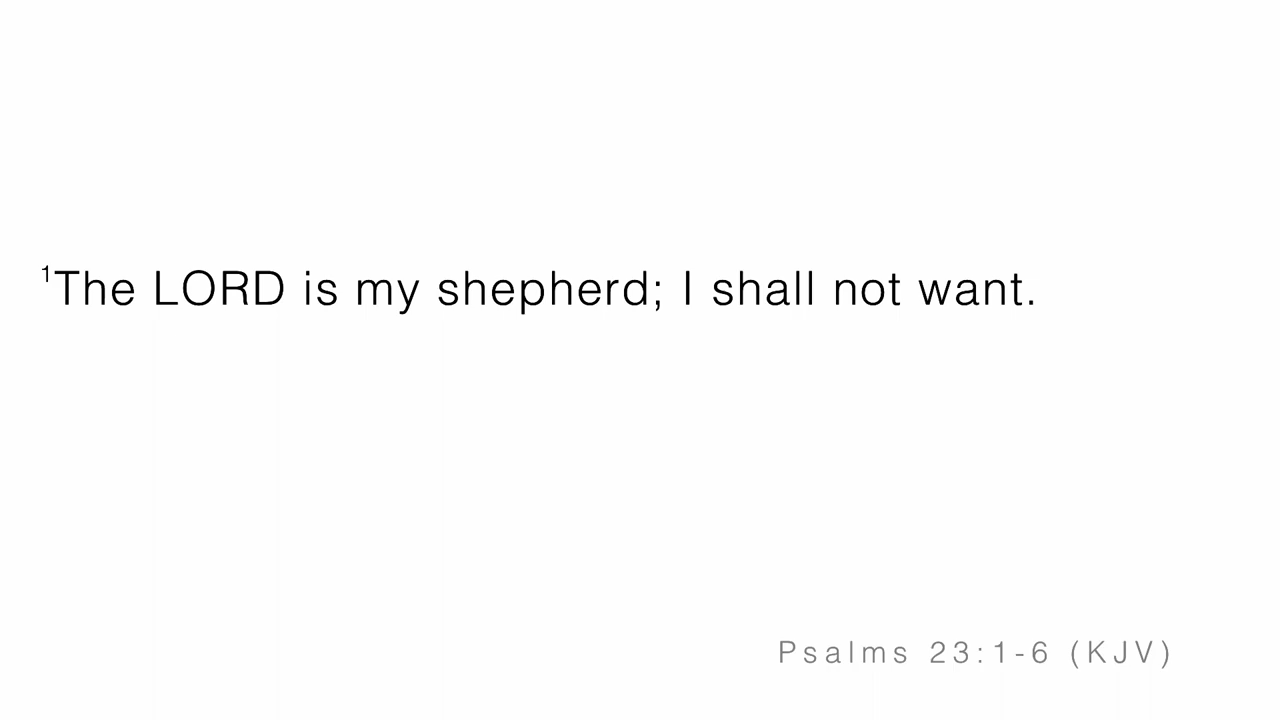 ¹The LORD is my shepherd; I shall not want.
Psalms 23:1-6 (KJV)